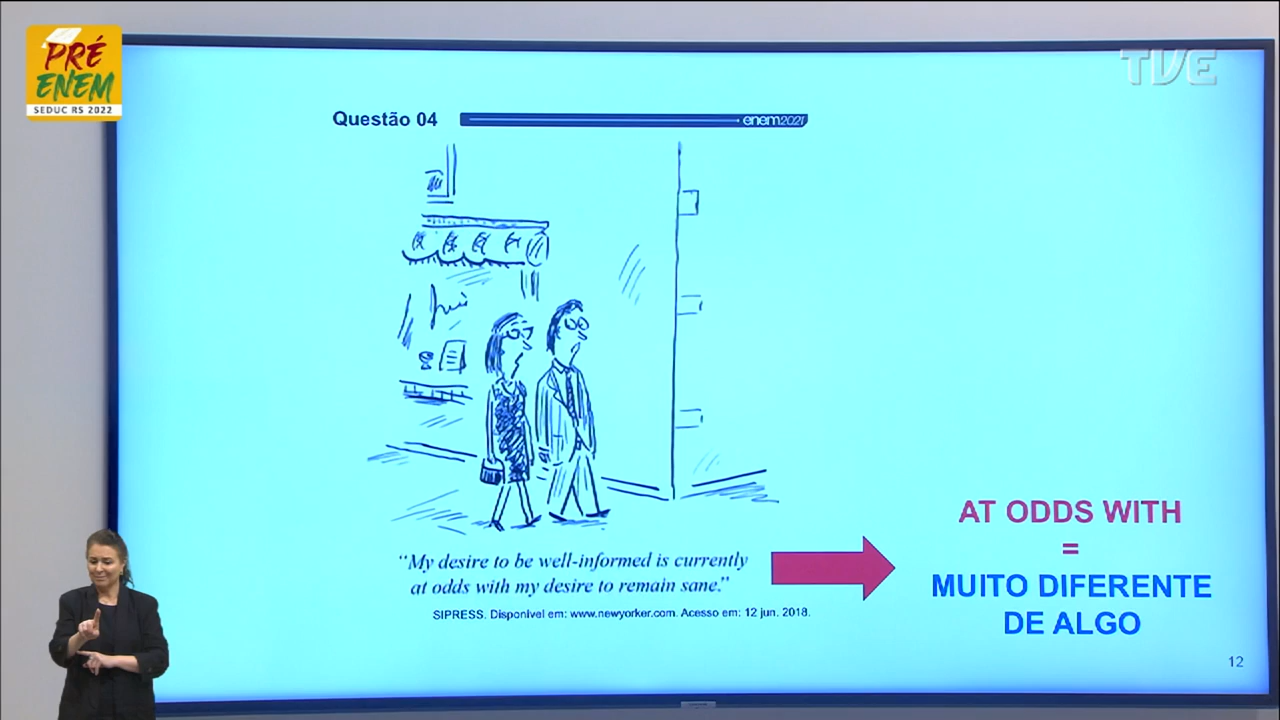 PRÉ
ENEM
SEDUC RS 2022
TVE
Questão 04
enem2021
“My desire to be well-informed is currently
at odds with my desire to remain sane.”
SIPRESS. Disponível em: www.newyorker.com. Acesso em: 12 jun. 2018.
AT ODDS WITH
=
MUITO DIFERENTE
DE ALGO
12